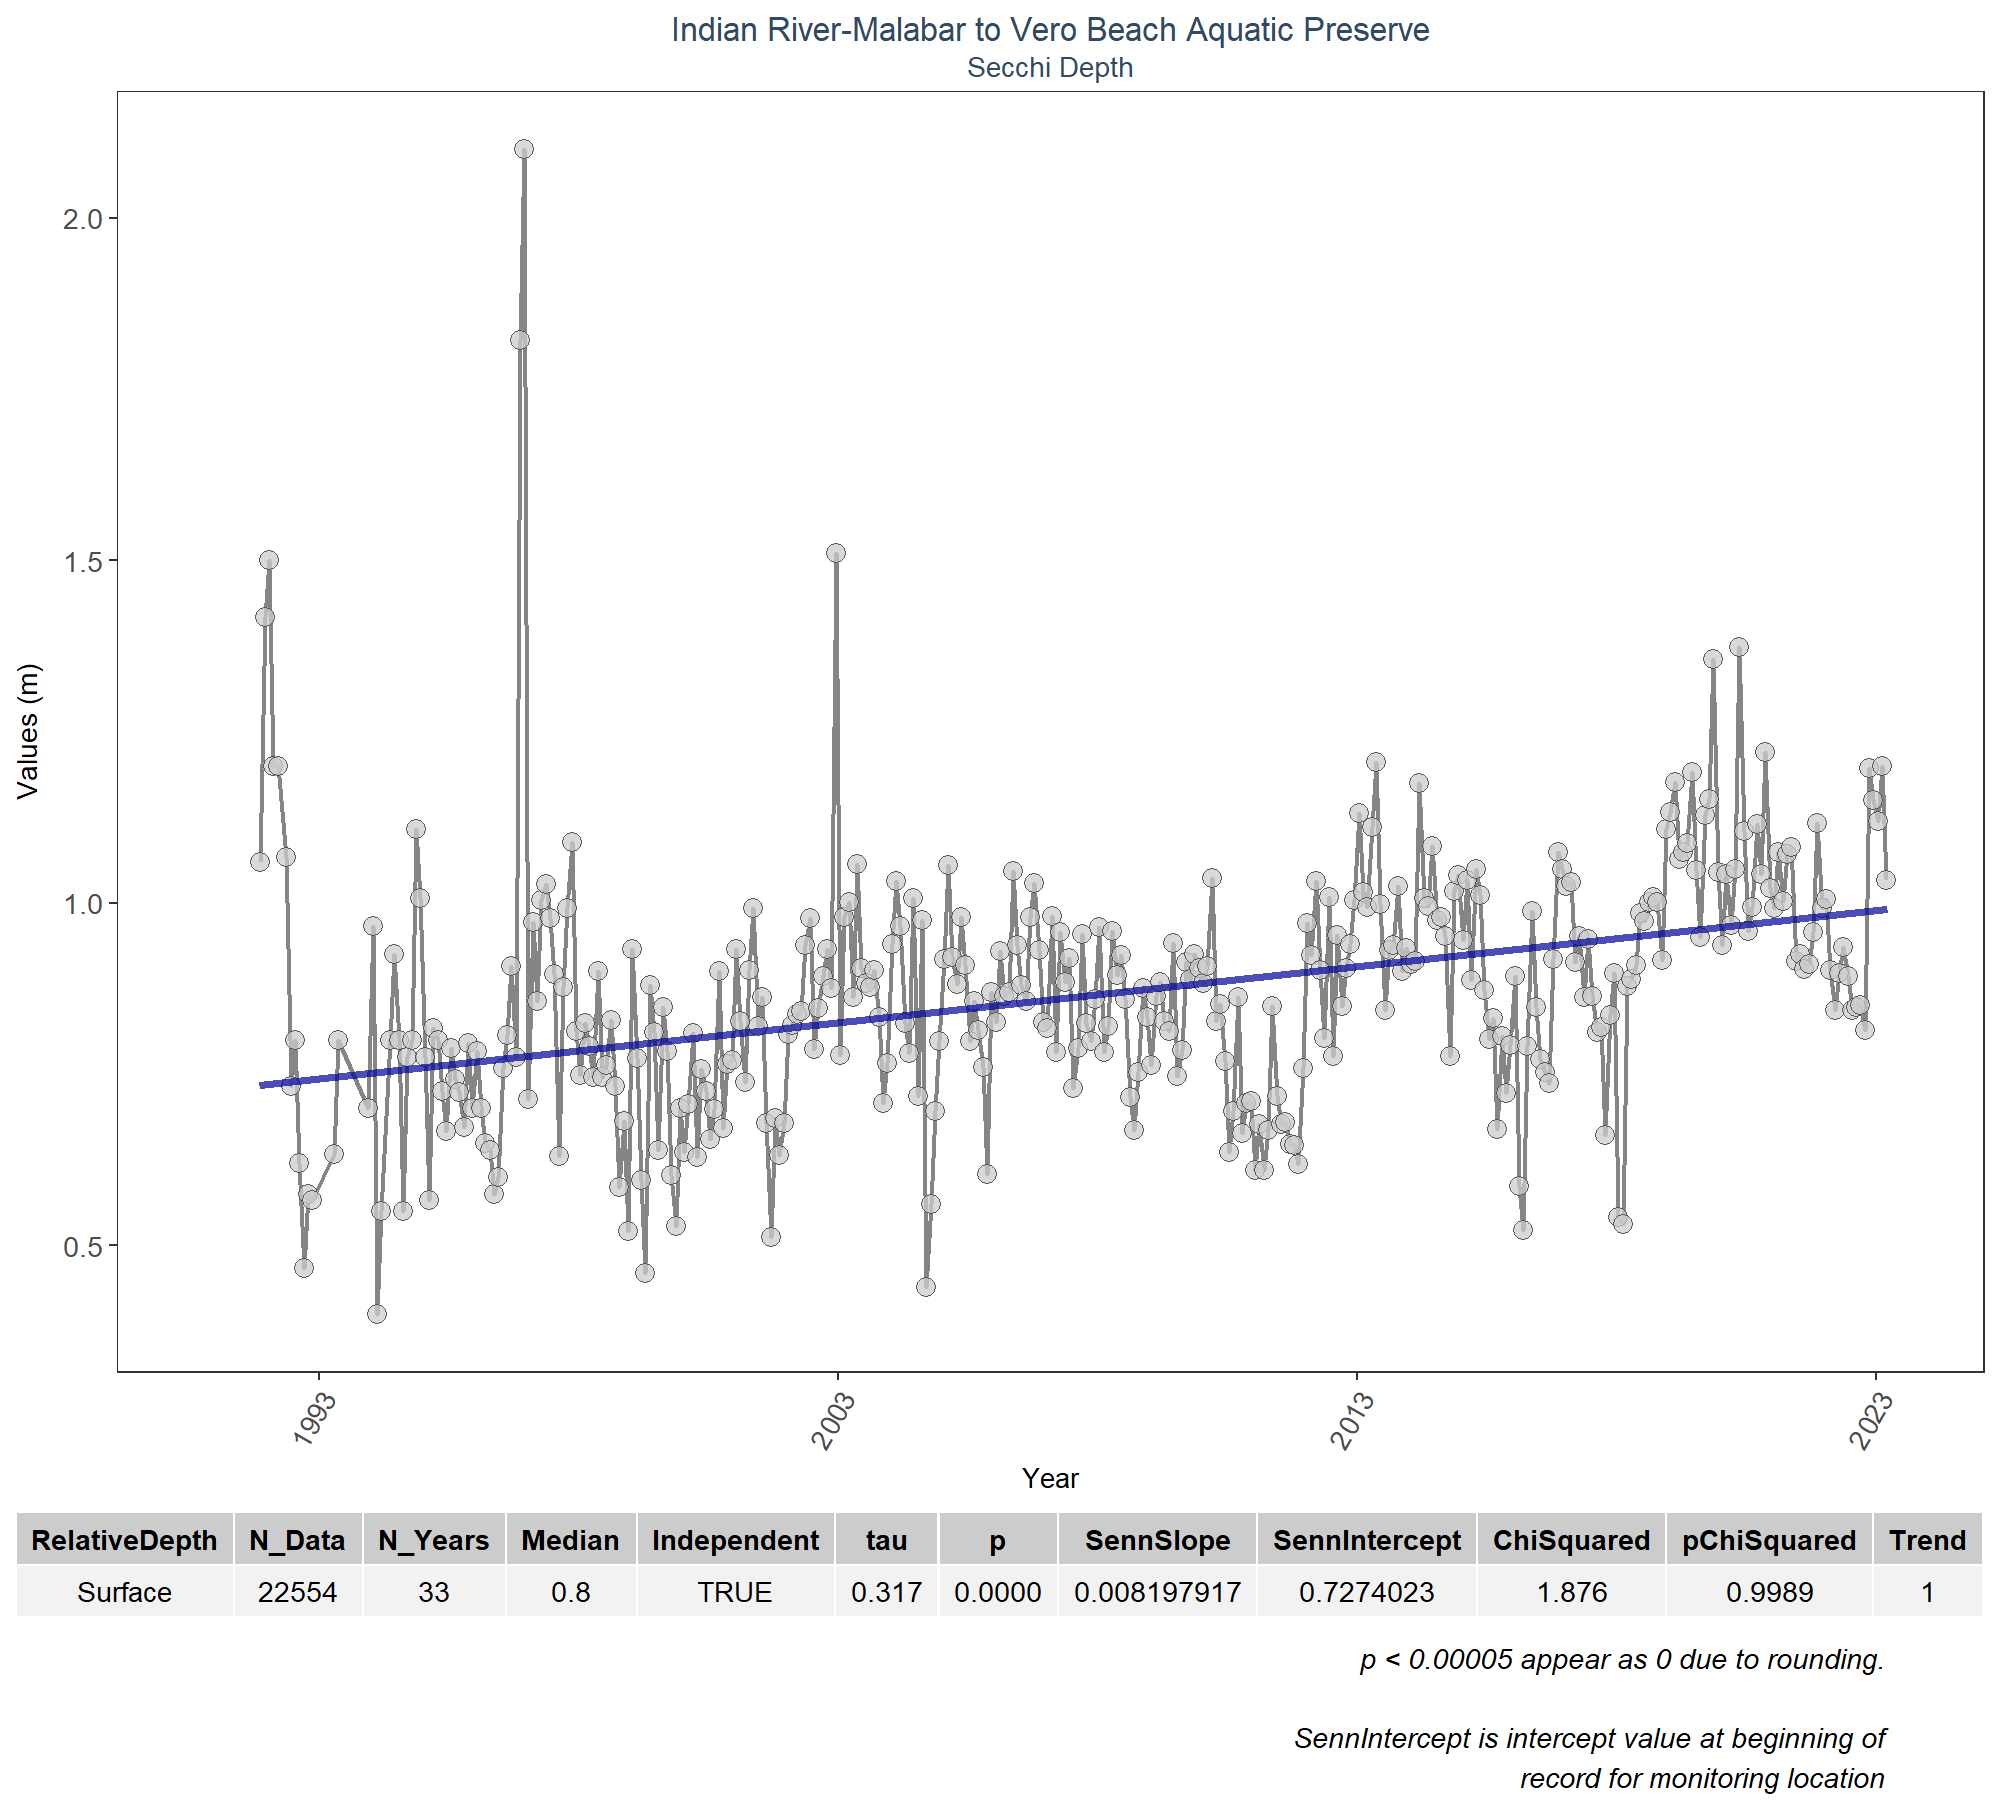 Indian River-Malabar to Vero Beach Aquatic Preserve
Secchi Depth
Values (m)
2.0
1.5
1.0
0.5
1993 2003 2013 2023
Year
RelativeDepth N_Data N_Years Median Independent tau p SennSlope SennIntercept ChiSquared pChiSquared Trend
Surface 22554 33 0.8 TRUE 0.317 0.0000 0.008197917 0.7274023 1.876 0.9989 1
p < 0.00005 appear as 0 due to rounding.
SennIntercept is intercept value at beginning of
record for monitoring location